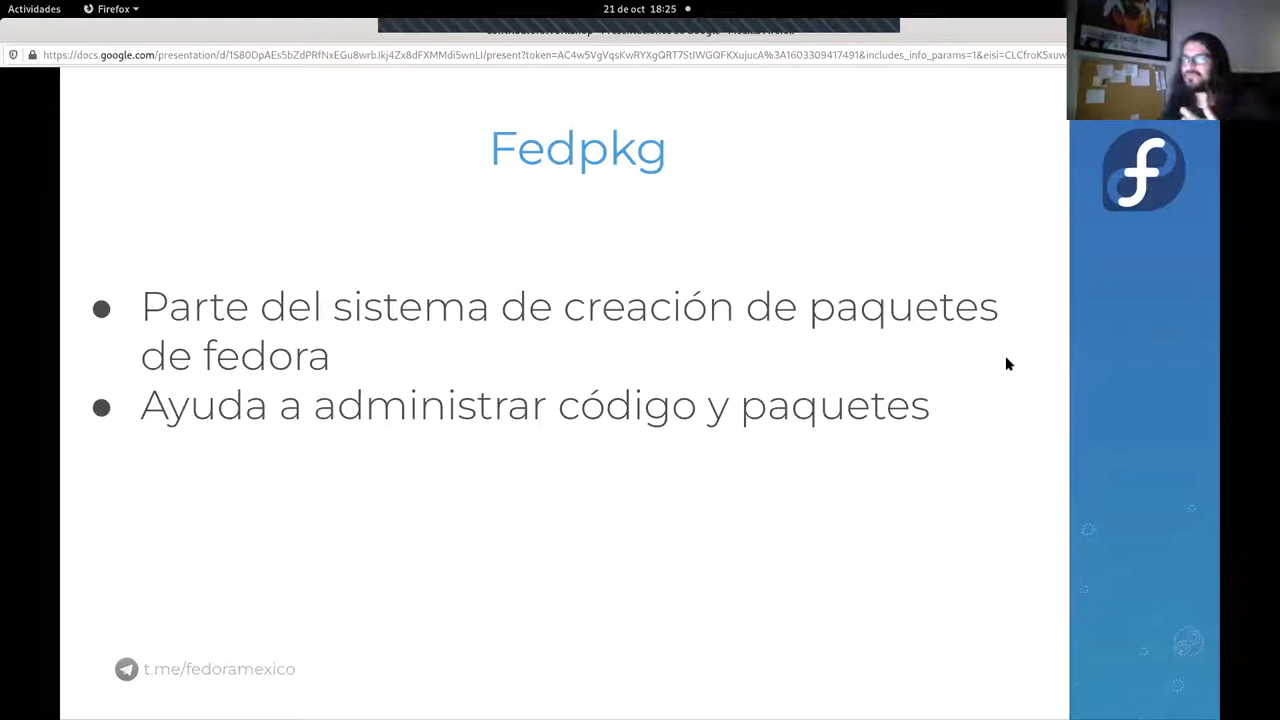 Actividades
Firefox
21 de oct 18:25
Fedpkg
● Parte del sistema de creación de paquetes
de fedora
● Ayuda a administrar código y paquetes
t.me/fedoramexico